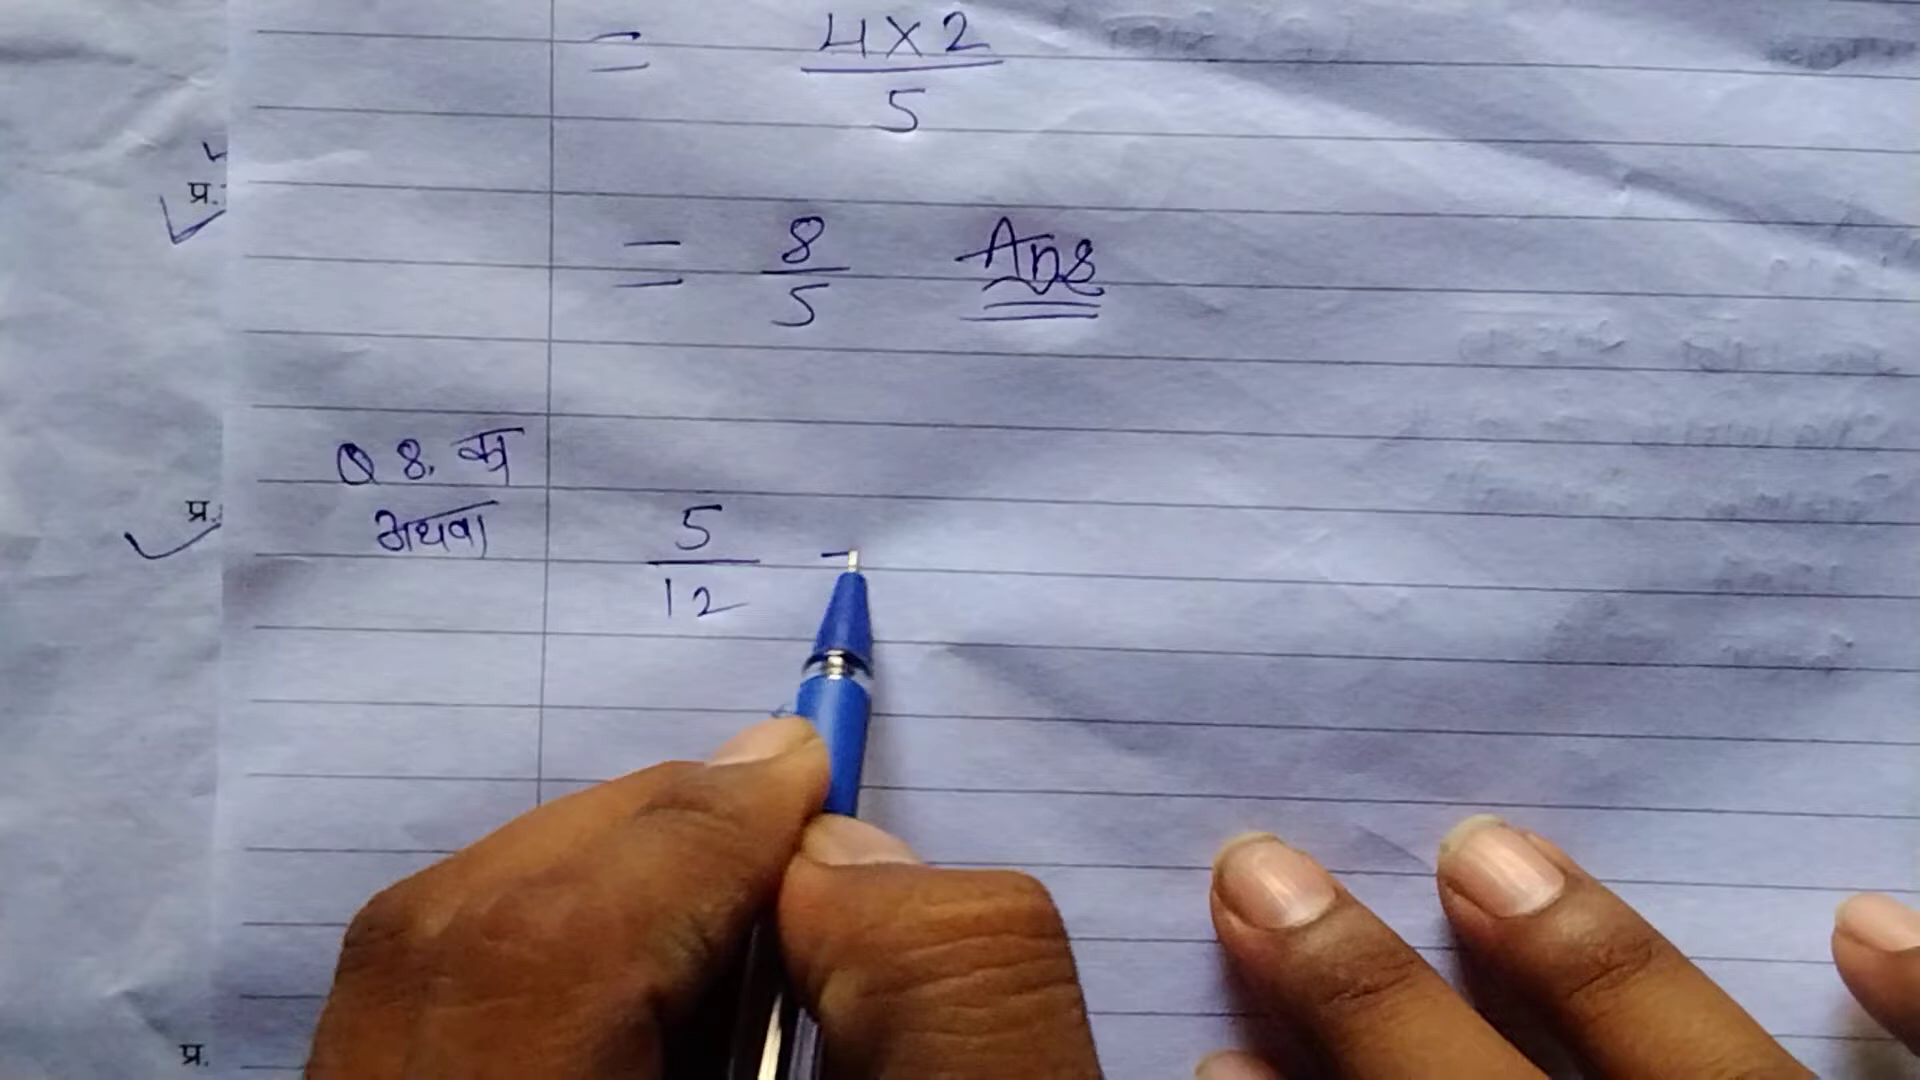 = 4×2
5
प्र.
= 8/5 Ans
Q 8. का
अथवा
प्र.
5/12 -
प्र.